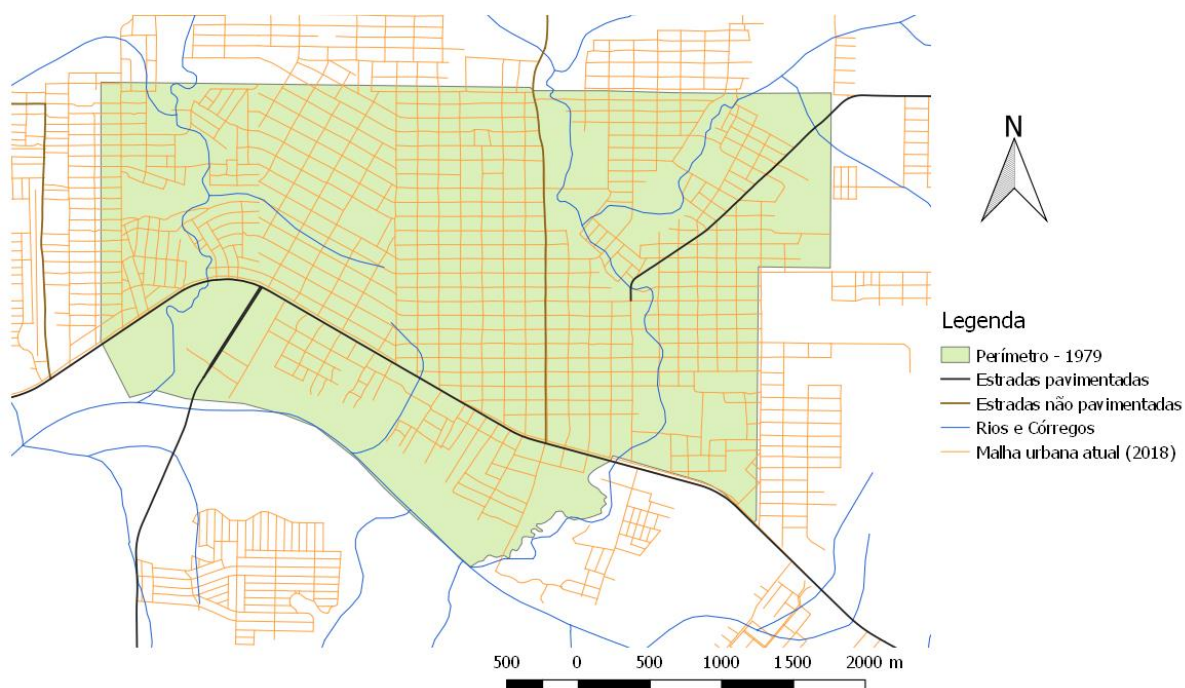 N
Legenda
Perímetro - 1979
Estradas pavimentadas
Estradas não pavimentadas
Rios e Córregos
Malha urbana atual (2018)
500 0 500 1000 1500 2000 m